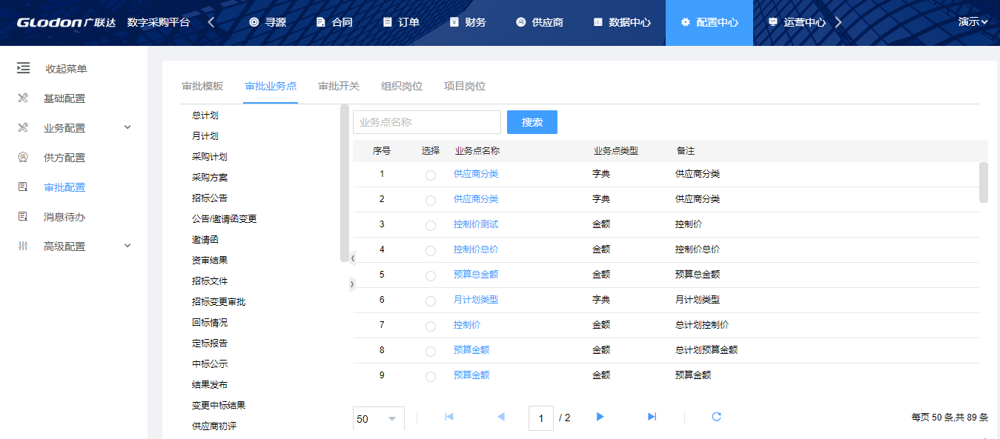 GLODON广联达 数字采购平台 寻源 合同 订单 财务 供应商 数据中心 配置中心 运营中心 演示
收起菜单
基础配置
业务配置
供方配置
审批配置
消息待办
高级配置
审批模板 审批业务点 审批开关 组织岗位 项目岗位
总计划
月计划
采购计划
采购方案
招标公告
公告/邀请函变更
邀请函
资审结果
招标文件
招标变更审批
回标情况
定标报告
中标公示
结果发布
变更中标结果
供应商初评
业务点名称 搜索
序号 选择 业务点名称 业务点类型 备注
1 供应商分类 字典 供应商分类
2 供应商分类 字典 供应商分类
3 控制价测试 金额 控制价
4 控制价总价 金额 控制价总价
5 预算总金额 金额 预算总金额
6 月计划类型 字典 月计划类型
7 控制价 金额 总计划控制价
8 预算金额 金额 总计划预算金额
9 预算金额 金额 预算金额
50 1 / 2 每页 50 条,共 89 条